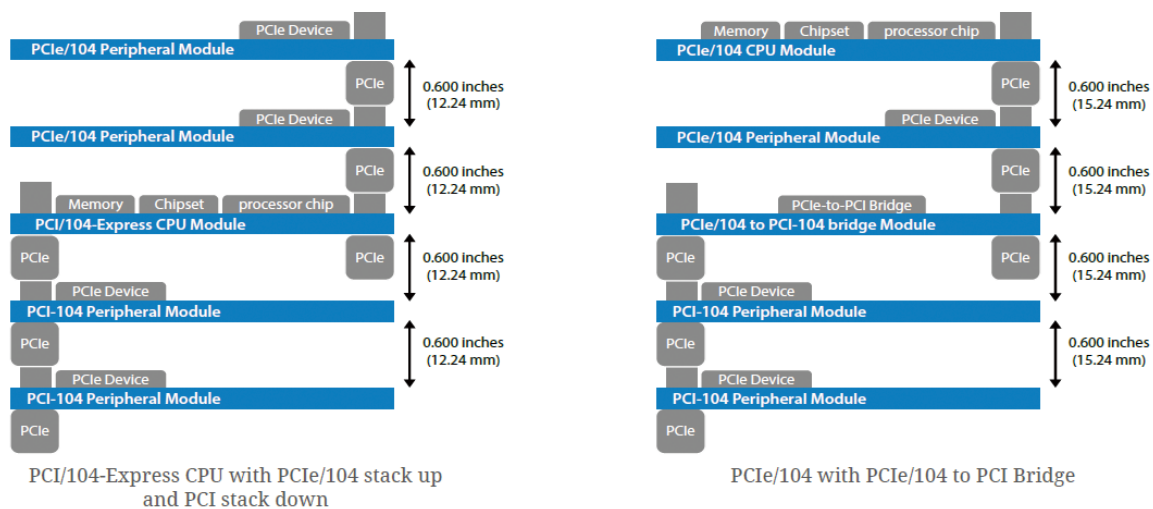 PCIe Device
PCIe/104 Peripheral Module
PCIe
0.600 inches
(12.24 mm)
PCIe Device
PCIe/104 Peripheral Module
PCIe
0.600 inches
(12.24 mm)
Memory
Chipset
processor chip
PCI/104-Express CPU Module
PCIe
PCIe
0.600 inches
(12.24 mm)
PCIe Device
PCI-104 Peripheral Module
PCIe
0.600 inches
(12.24 mm)
PCIe Device
PCI-104 Peripheral Module
PCIe
PCI/104-Express CPU with PCIe/104 stack up
and PCI stack down
Memory
Chipset
processor chip
PCIe/104 CPU Module
PCIe
0.600 inches
(15.24 mm)
PCIe Device
PCIe/104 Peripheral Module
PCIe
0.600 inches
(15.24 mm)
PCIe-to-PCI Bridge
PCIe/104 to PCI-104 bridge Module
PCIe
PCIe
0.600 inches
(15.24 mm)
PCIe Device
PCI-104 Peripheral Module
PCIe
0.600 inches
(15.24 mm)
PCIe Device
PCI-104 Peripheral Module
PCIe
PCIe/104 with PCIe/104 to PCI Bridge